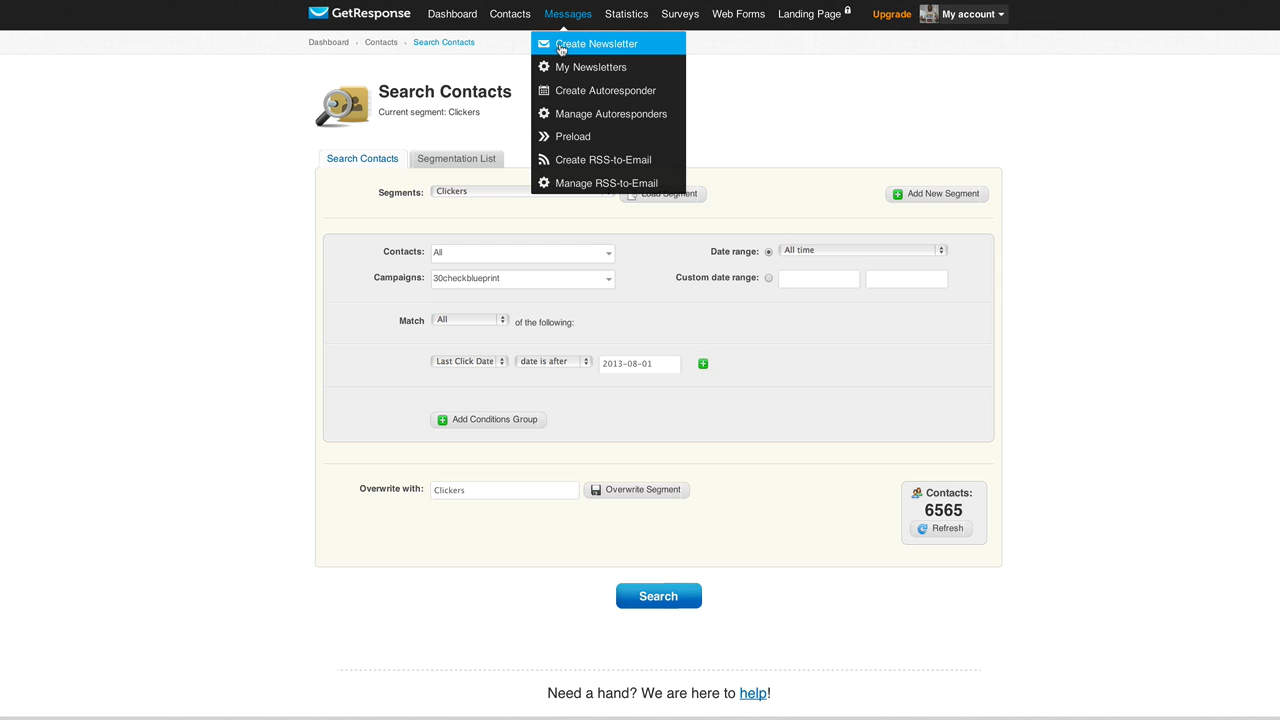 GetResponse Dashboard Contacts Messages Statistics Surveys Web Forms Landing Page Upgrade My account
Dashboard › Contacts › Search Contacts
Create Newsletter
My Newsletters
Create Autoresponder
Manage Autoresponders
Preload
Create RSS-to-Email
Manage RSS-to-Email
Search Contacts
Current segment: Clickers
Search Contacts Segmentation List
Segments: Clickers Load Segment Add New Segment
Contacts: All Date range: All time
Campaigns: 30checkblueprint Custom date range:
Match All of the following:
Last Click Date date is after 2013-08-01
Add Conditions Group
Overwrite with: Clickers Overwrite Segment
Contacts:
6565
Refresh
Search
Need a hand? We are here to help!